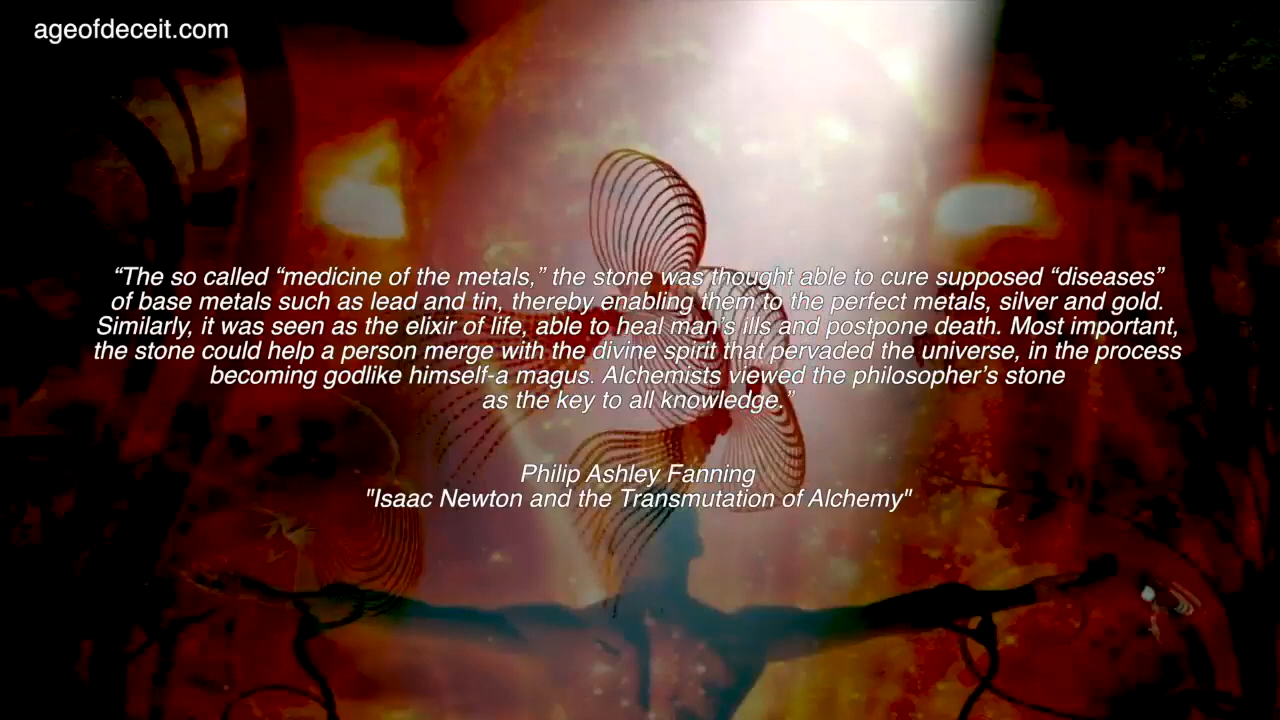 ageofdeceit.com
“The so called “medicine of the metals,” the stone was thought able to cure supposed “diseases”
of base metals such as lead and tin, thereby enabling them to the perfect metals, silver and gold.
Similarly, it was seen as the elixir of life, able to heal man’s ills and postpone death. Most important,
the stone could help a person merge with the divine spirit that pervaded the universe, in the process
becoming godlike himself-a magus. Alchemists viewed the philosopher’s stone
as the key to all knowledge.”
Philip Ashley Fanning
"Isaac Newton and the Transmutation of Alchemy"